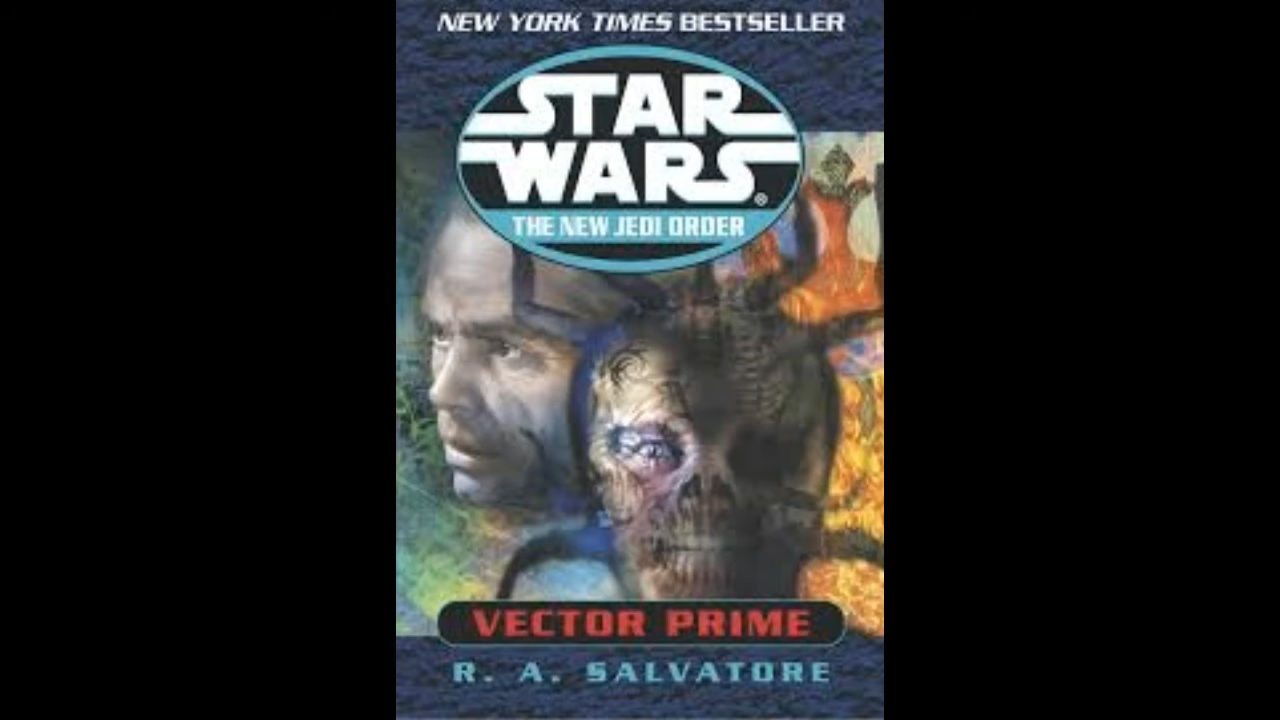 NEW YORK TIMES BESTSELLER
STAR
WARS®
THE NEW JEDI ORDER
VECTOR PRIME
R. A. SALVATORE